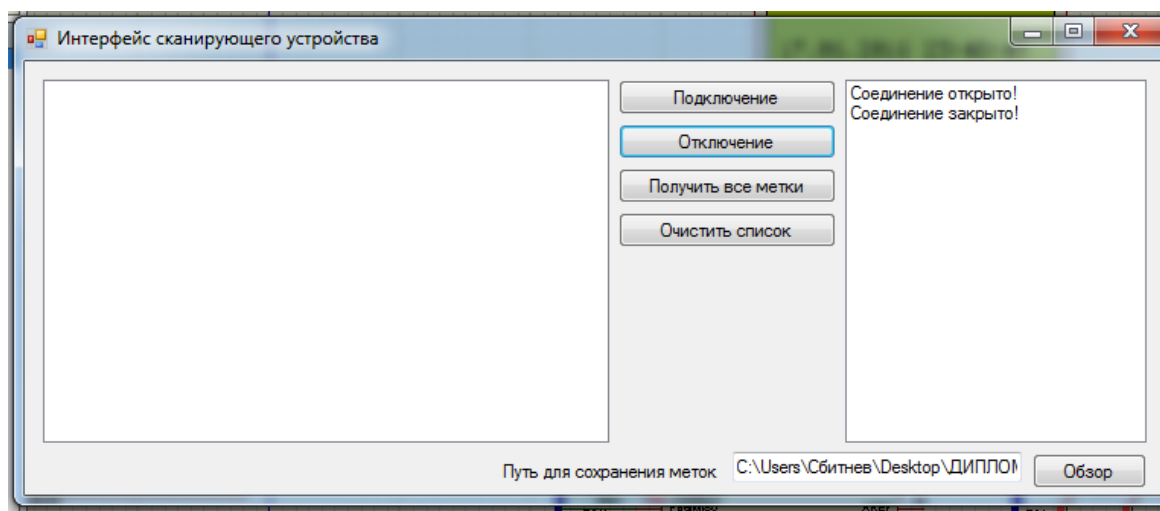 Интерфейс сканирующего устройства
Подключение
Отключение
Получить все метки
Очистить список
Соединение открыто!
Соединение закрыто!
Путь для сохранения меток
C:\Users\Сбитнев\Desktop\ДИПЛОМ
Обзор